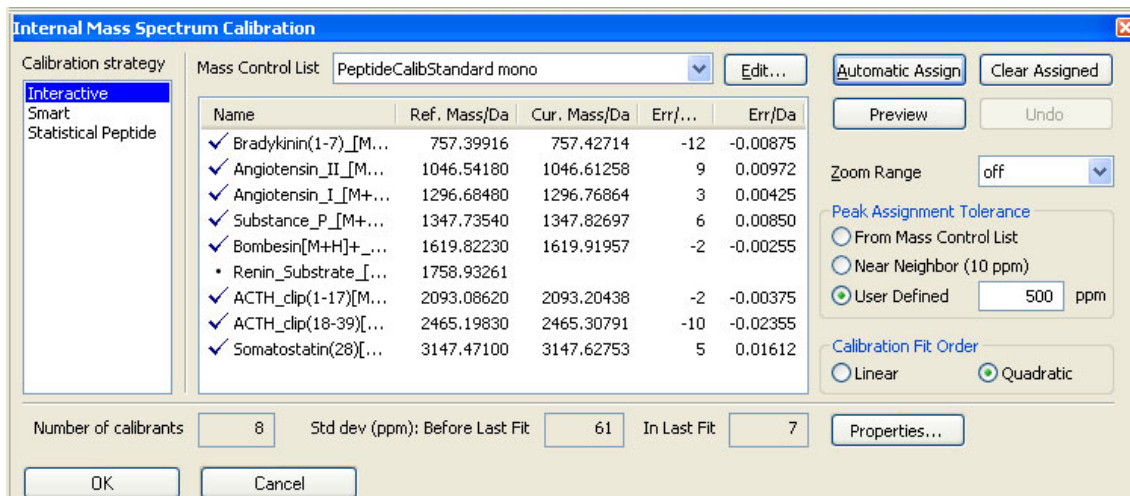 Internal Mass Spectrum Calibration
Calibration strategy
Interactive
Smart
Statistical Peptide
Mass Control List PeptideCalibStandard mono Edit...
Name Ref. Mass/Da Cur. Mass/Da Err/... Err/Da
Bradykinin(1-7)_[M... 757.39916 757.42714 -12 -0.00875
Angiotensin_II_[M... 1046.54180 1046.61258 9 0.00972
Angiotensin_I_[M+... 1296.68480 1296.76864 3 0.00425
Substance_P_[M+... 1347.73540 1347.82697 6 0.00850
Bombesin[M+H]+_... 1619.82230 1619.91957 -2 -0.00255
Renin_Substrate_[... 1758.93261
ACTH_clip(1-17)[M... 2093.08620 2093.20438 -2 -0.00375
ACTH_clip(18-39)[... 2465.19830 2465.30791 -10 -0.02355
Somatostatin(28)[... 3147.47100 3147.62753 5 0.01612
Automatic Assign Clear Assigned
Preview Undo
Zoom Range off
Peak Assignment Tolerance
From Mass Control List
Near Neighbor (10 ppm)
User Defined 500 ppm
Calibration Fit Order
Linear Quadratic
Number of calibrants 8 Std dev (ppm): Before Last Fit 61 In Last Fit 7 Properties...
OK Cancel